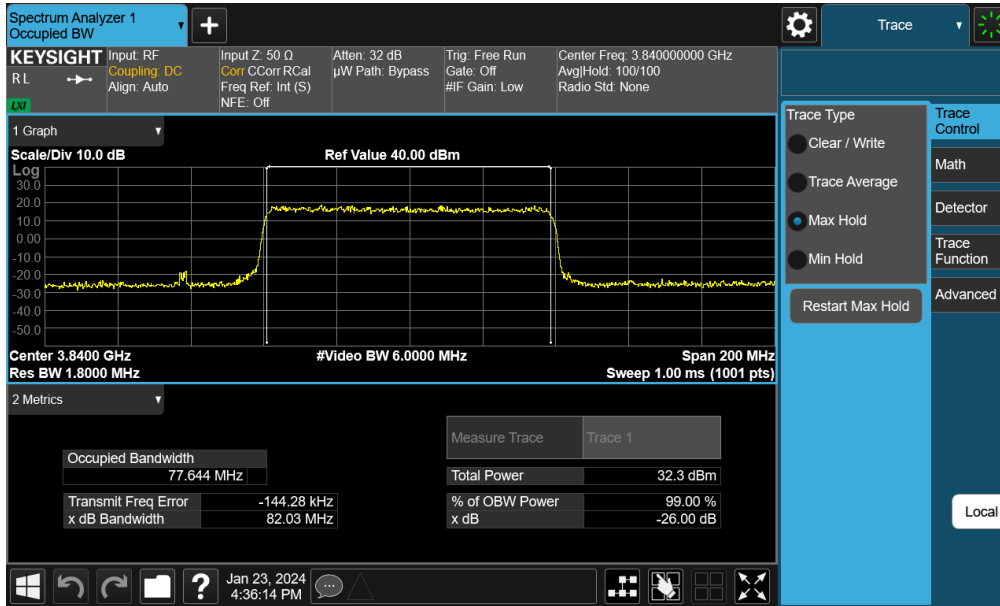 Spectrum Analyzer 1
Occupied BW
+
Trace
KEYSIGHT
R L
LXI
Input: RF
Coupling: DC
Align: Auto
Input Z: 50 Ω
Corr CCorr RCal
Freq Ref: Int (S)
NFE: Off
Atten: 32 dB
µW Path: Bypass
Trig: Free Run
Gate: Off
#IF Gain: Low
Center Freq: 3.840000000 GHz
Avg|Hold: 100/100
Radio Std: None
1 Graph
Scale/Div 10.0 dB
Ref Value 40.00 dBm
Log
30.0
20.0
10.0
0.00
-10.0
-20.0
-30.0
-40.0
-50.0
Center 3.8400 GHz
#Video BW 6.0000 MHz
Span 200 MHz
Res BW 1.8000 MHz
Sweep 1.00 ms (1001 pts)
2 Metrics
Measure Trace
Trace 1
Occupied Bandwidth
77.644 MHz
Total Power
32.3 dBm
Transmit Freq Error
-144.28 kHz
% of OBW Power
99.00 %
x dB Bandwidth
82.03 MHz
x dB
-26.00 dB
Trace Type
Clear / Write
Trace Average
Max Hold
Min Hold
Restart Max Hold
Trace
Control
Math
Detector
Trace
Function
Advanced
Local
?
Jan 23, 2024
4:36:14 PM